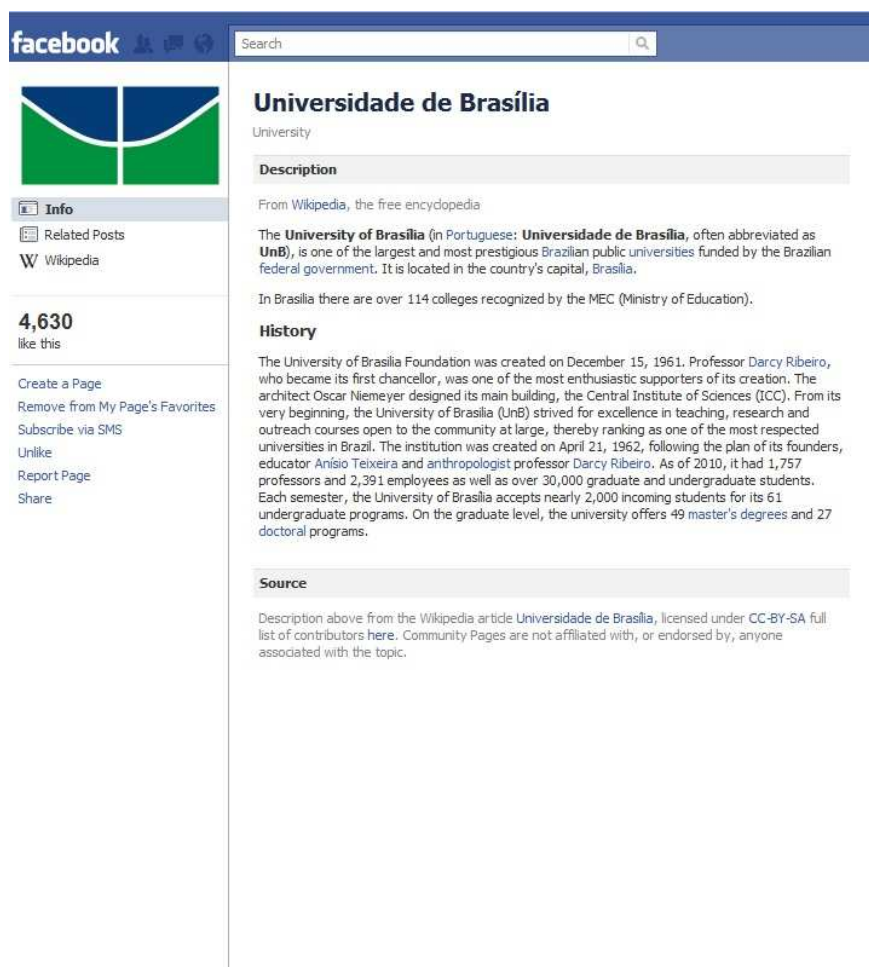 facebook
Search
Universidade de Brasília
University
Description
From Wikipedia, the free encyclopedia
The University of Brasília (in Portuguese: Universidade de Brasília, often abbreviated as
UnB), is one of the largest and most prestigious Brazilian public universities funded by the Brazilian
federal government. It is located in the country's capital, Brasília.
In Brasilia there are over 114 colleges recognized by the MEC (Ministry of Education).
History
The University of Brasilia Foundation was created on December 15, 1961. Professor Darcy Ribeiro,
who became its first chancellor, was one of the most enthusiastic supporters of its creation. The
architect Oscar Niemeyer designed its main building, the Central Institute of Sciences (ICC). From its
very beginning, the University of Brasilia (UnB) strived for excellence in teaching, research and
outreach courses open to the community at large, thereby ranking as one of the most respected
universities in Brazil. The institution was created on April 21, 1962, following the plan of its founders,
educator Anísio Teixeira and anthropologist professor Darcy Ribeiro. As of 2010, it had 1,757
professors and 2,391 employees as well as over 30,000 graduate and undergraduate students.
Each semester, the University of Brasília accepts nearly 2,000 incoming students for its 61
undergraduate programs. On the graduate level, the university offers 49 master's degrees and 27
doctoral programs.
Source
Description above from the Wikipedia article Universidade de Brasília, licensed under CC-BY-SA full
list of contributors here. Community Pages are not affiliated with, or endorsed by, anyone
associated with the topic.
Info
Related Posts
W Wikipedia
4,630
like this
Create a Page
Remove from My Page's Favorites
Subscribe via SMS
Unlike
Report Page
Share